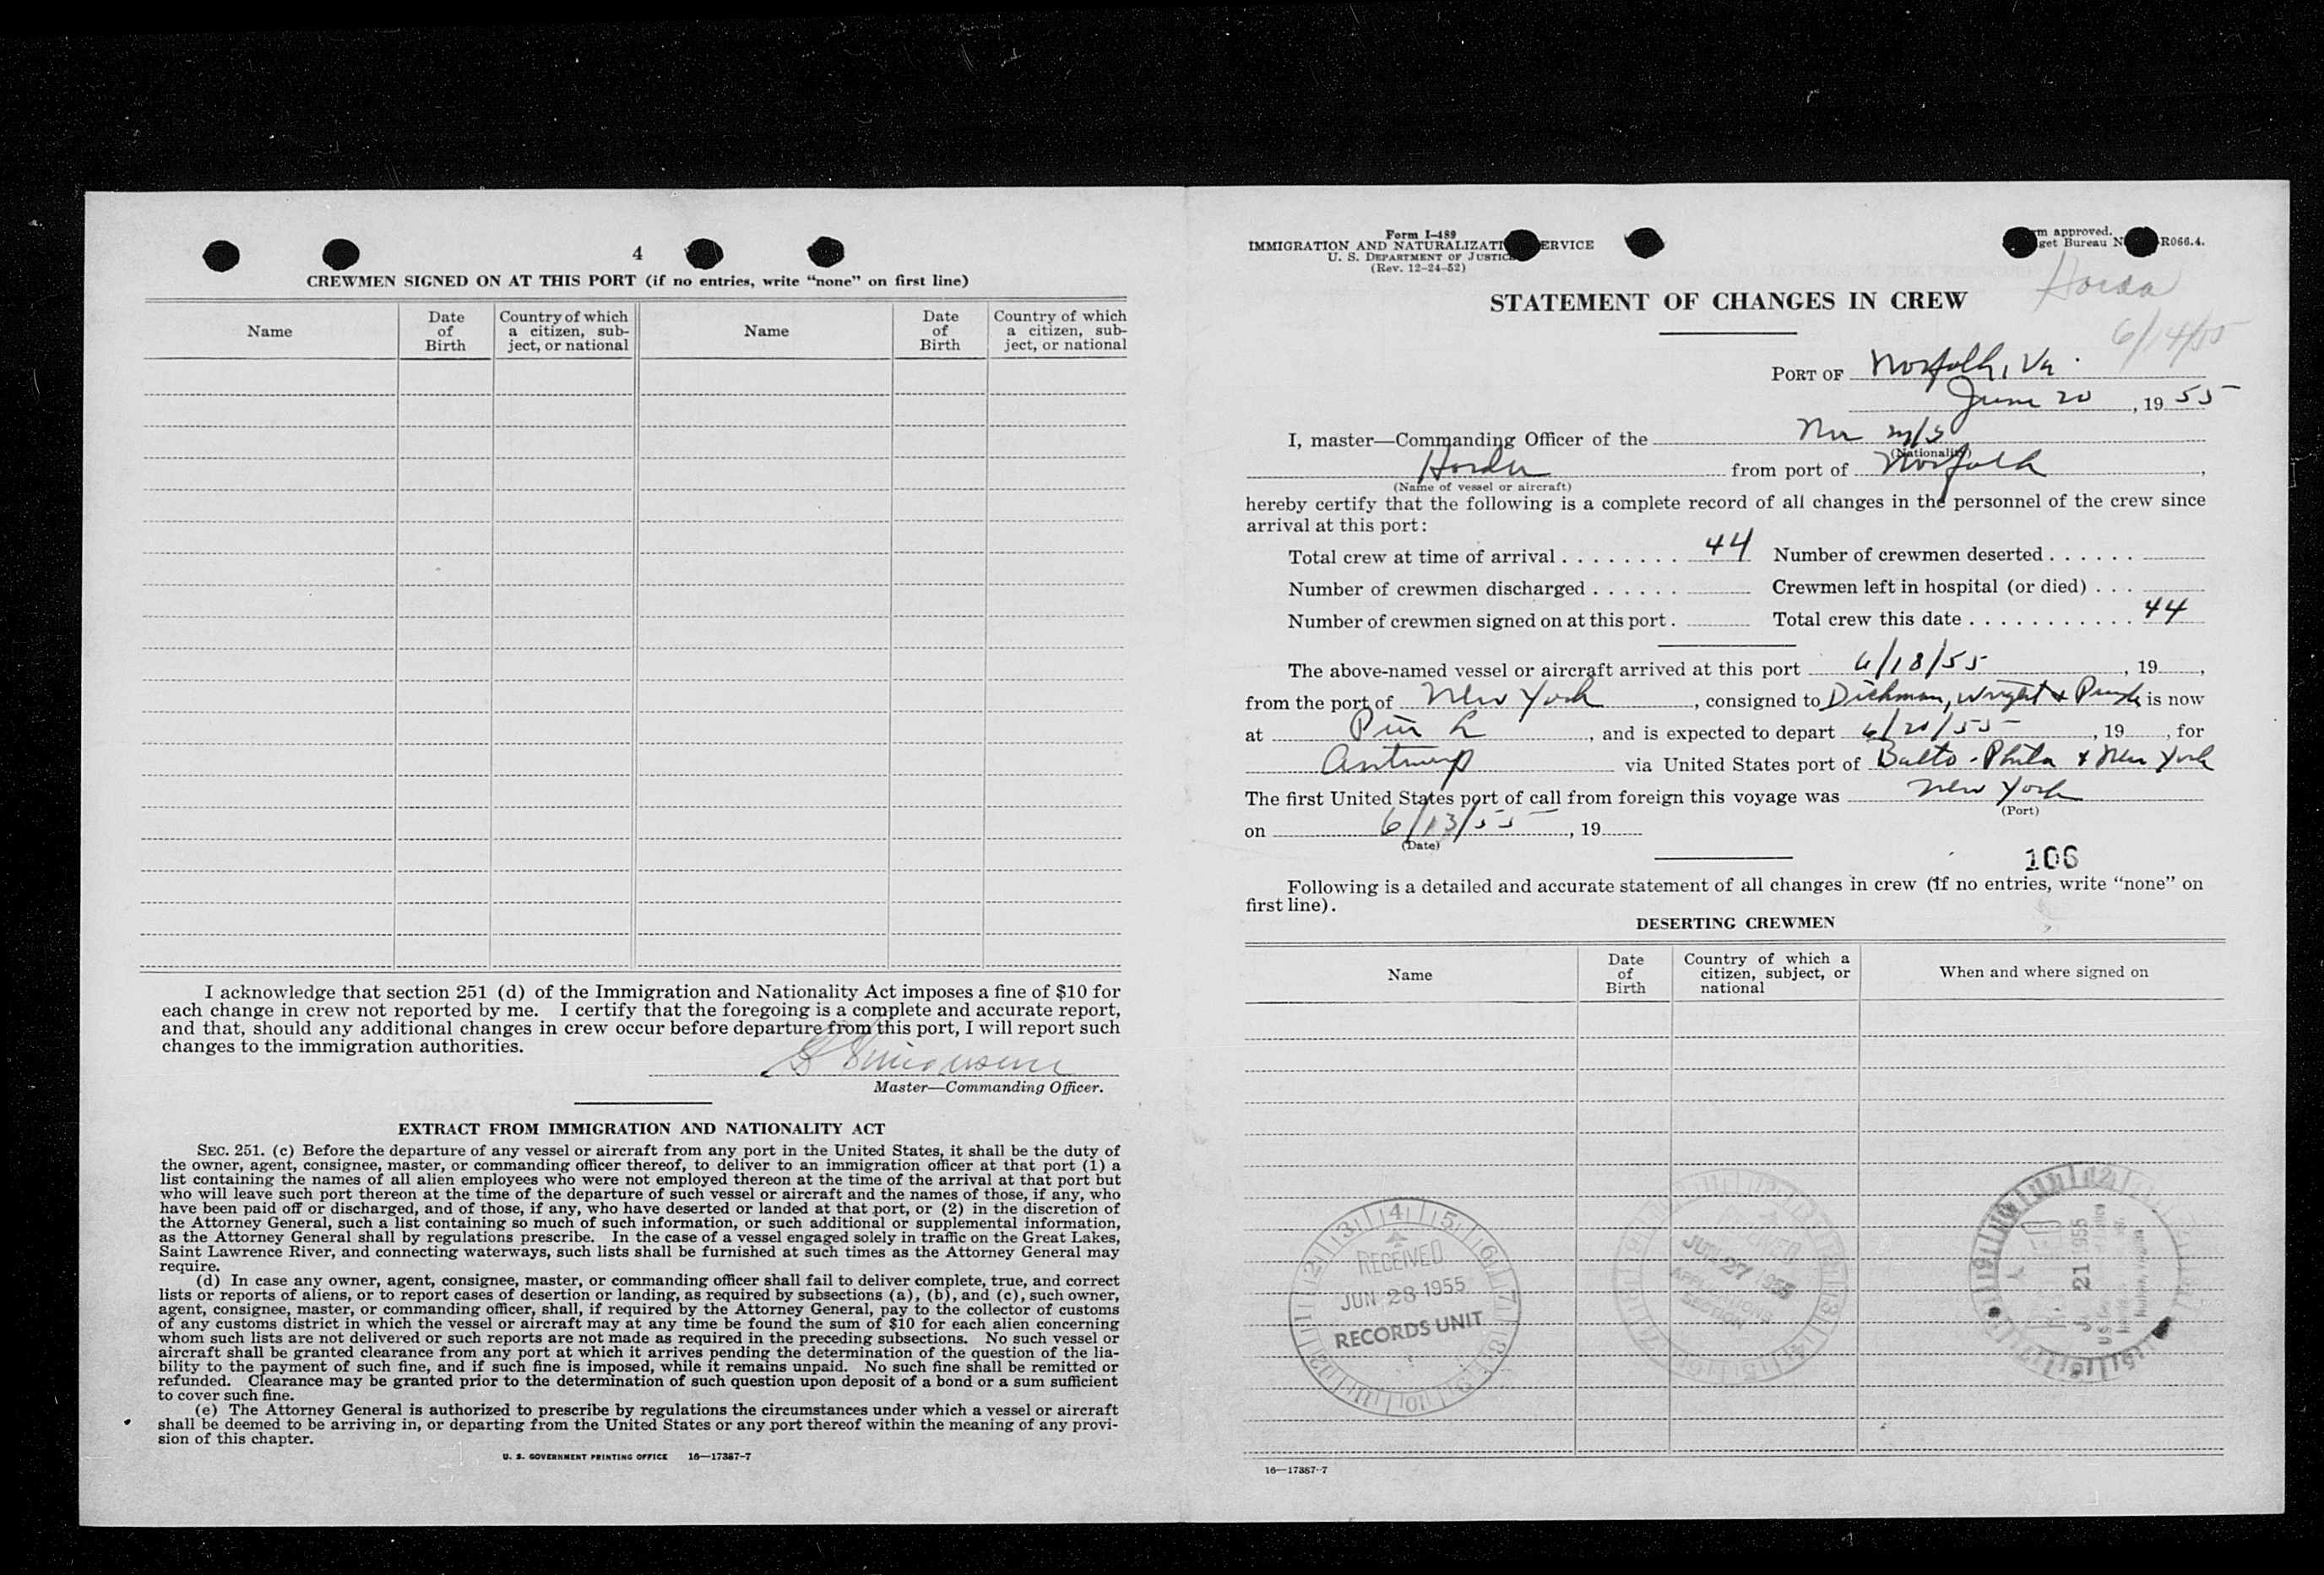 4
CREWMEN SIGNED ON AT THIS PORT (if no entries, write "none" on first line)
Name
Date of Birth
Country of which a citizen, sub-
ject, or national
Name
Date of Birth
Country of which a citizen, sub-
ject, or national
I acknowledge that section 251 (d) of the Immigration and Nationality Act imposes a fine of $10 for
each change in crew not reported by me. I certify that the foregoing is a complete and accurate report,
and that, should any additional changes in crew occur before departure from this port, I will report such
changes to the immigration authorities.
Master—Commanding Officer.
EXTRACT FROM IMMIGRATION AND NATIONALITY ACT
SEC. 251. (c) Before the departure of any vessel or aircraft from any port in the United States, it shall be the duty of
the owner, agent, consignee, master, or commanding officer thereof, to deliver to an immigration officer at that port (1) a
list containing the names of all alien employees who were not employed thereon at the time of the arrival at that port but
who will leave such port thereon at the time of the departure of such vessel or aircraft and the names of those, if any, who
have been paid off or discharged, and of those, if any, who have deserted or landed at that port, or (2) in the discretion of
the Attorney General, such a list containing so much of such information, or such additional or supplemental information,
as the Attorney General shall by regulations prescribe. In the case of a vessel engaged solely in traffic on the Great Lakes,
Saint Lawrence River, and connecting waterways, such lists shall be furnished at such times as the Attorney General may
require.
(d) In case any owner, agent, consignee, master, or commanding officer shall fail to deliver complete, true, and correct
lists or reports of aliens, or to report cases of desertion or landing, as required by subsections (a), (b), and (c), such owner,
agent, consignee, master, or commanding officer, shall, if required by the Attorney General, pay to the collector of customs
of any customs district in which the vessel or aircraft may at any time be found the sum of $10 for each alien concerning
whom such lists are not delivered or such reports are not made as required in the preceding subsections. No such vessel or
aircraft shall be granted clearance from any port at which it arrives pending the determination of the question of the lia-
bility to the payment of such fine, and if such fine is imposed, while it remains unpaid. No such fine shall be remitted or
refunded. Clearance may be granted prior to the determination of such question upon deposit of a bond or a sum sufficient
to cover such fine.
(e) The Attorney General is authorized to prescribe by regulations the circumstances under which a vessel or aircraft
shall be deemed to be arriving in, or departing from the United States or any port thereof within the meaning of any provi-
sion of this chapter.
U. S. GOVERNMENT PRINTING OFFICE 16—17387-7
Form I-489
IMMIGRATION AND NATURALIZATI ERVICE
U. S. DEPARTMENT OF JUSTIC
(Rev. 12-24-52)
m approved.
get Bureau N R066.4.
Horda
6/14/55
STATEMENT OF CHANGES IN CREW
PORT OF Norfolk, Va.
June 20, 1955
I, master—Commanding Officer of the Nor m/s
(Nationality)
Horda from port of Norfolk,
(Name of vessel or aircraft)
hereby certify that the following is a complete record of all changes in the personnel of the crew since
arrival at this port:
Total crew at time of arrival . . . . . . . . 44 Number of crewmen deserted . . . . . .
Number of crewmen discharged . . . . . . Crewmen left in hospital (or died) . . .
Number of crewmen signed on at this port . Total crew this date . . . . . . . . . . . 44
The above-named vessel or aircraft arrived at this port 6/18/55, 19,
from the port of New York, consigned to Dichman, Wright & Pugh is now
at Pier L, and is expected to depart 6/20/55, 19, for
Antwerp via United States port of Balto - Phila & New York
The first United States port of call from foreign this voyage was New York
(Port)
on 6/13/55, 19
(Date)
106
Following is a detailed and accurate statement of all changes in crew (if no entries, write "none" on
first line).
DESERTING CREWMEN
Name
Date of Birth
Country of which a citizen, subject, or national
When and where signed on
RECEIVED
JUN 28 1955
RECORDS UNIT
JUN 27 1955
APPLICATIONS
SECTION
21 1955
16—17387-7